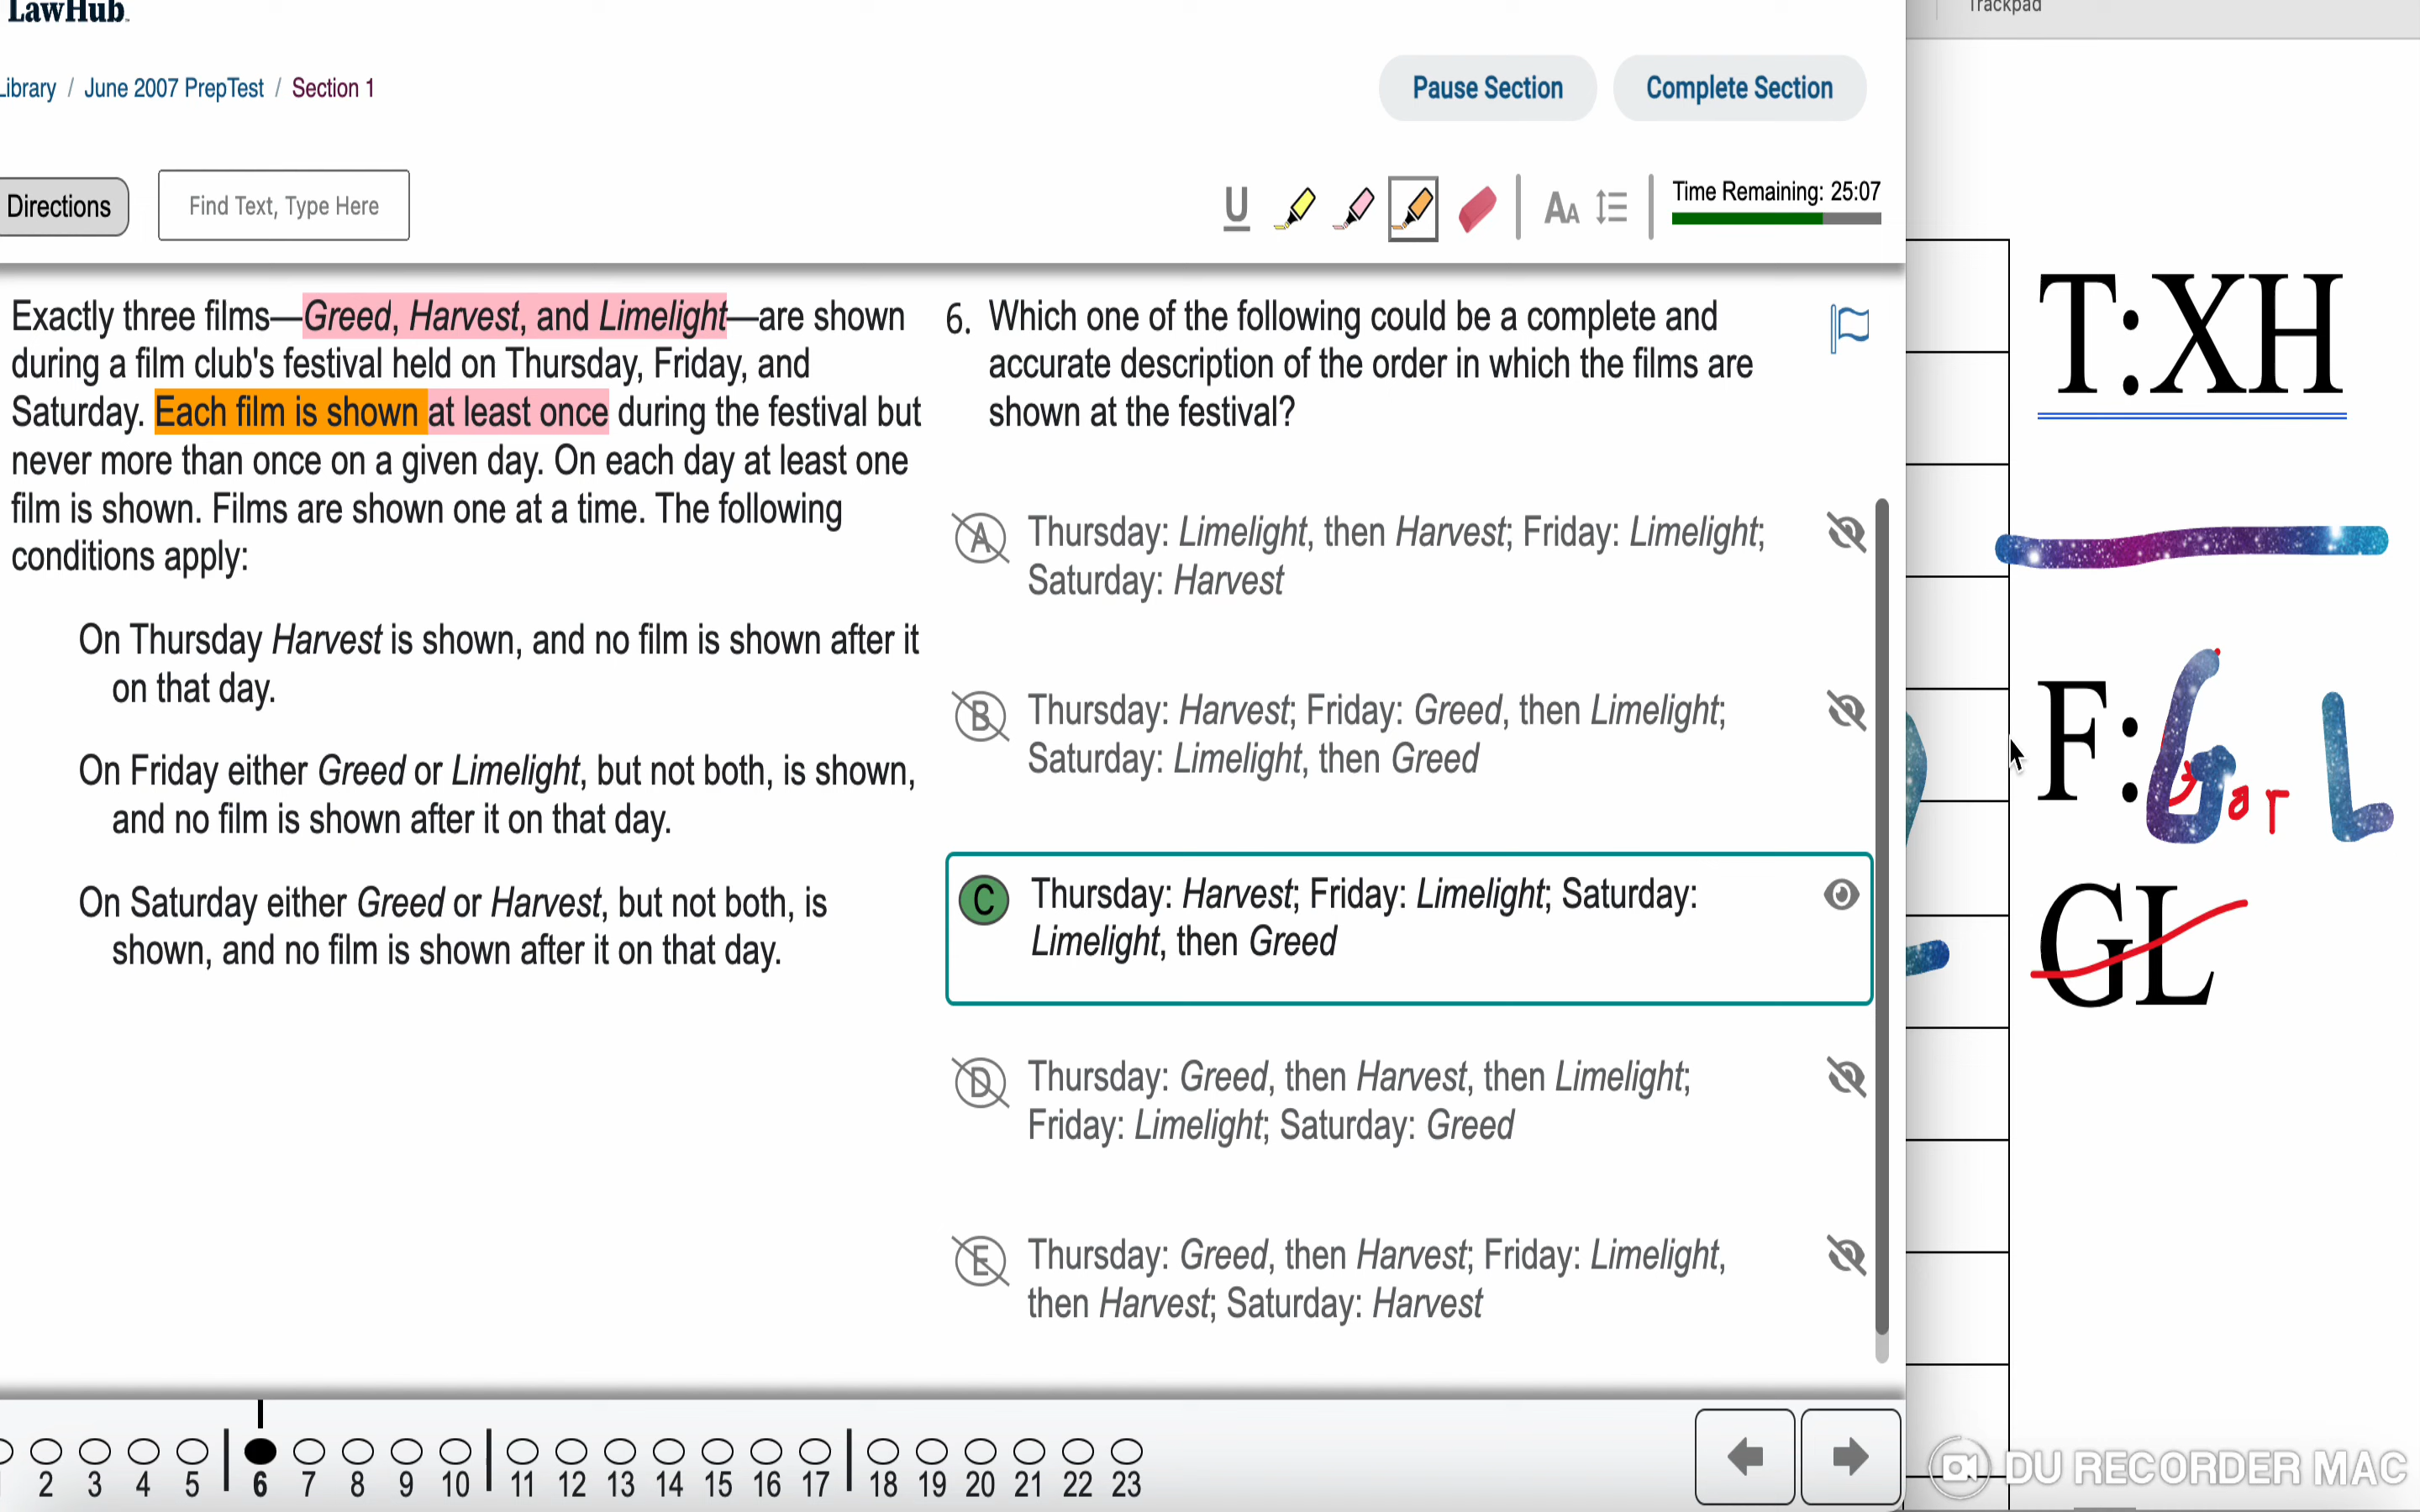 LawHub
Trackpad
Library / June 2007 PrepTest / Section 1
Pause Section
Complete Section
Directions
Find Text, Type Here
U
AA
Time Remaining: 25:07
Exactly three films—Greed, Harvest, and Limelight—are shown
during a film club's festival held on Thursday, Friday, and
Saturday. Each film is shown at least once during the festival but
never more than once on a given day. On each day at least one
film is shown. Films are shown one at a time. The following
conditions apply:
On Thursday Harvest is shown, and no film is shown after it
on that day.
On Friday either Greed or Limelight, but not both, is shown,
and no film is shown after it on that day.
On Saturday either Greed or Harvest, but not both, is
shown, and no film is shown after it on that day.
6. Which one of the following could be a complete and
accurate description of the order in which the films are
shown at the festival?
A Thursday: Limelight, then Harvest; Friday: Limelight;
Saturday: Harvest
B Thursday: Harvest; Friday: Greed, then Limelight;
Saturday: Limelight, then Greed
C Thursday: Harvest; Friday: Limelight; Saturday:
Limelight, then Greed
D Thursday: Greed, then Harvest, then Limelight;
Friday: Limelight; Saturday: Greed
E Thursday: Greed, then Harvest; Friday: Limelight,
then Harvest; Saturday: Harvest
T:XH
F: G or L
GL
2 3 4 5 6 7 8 9 10 11 12 13 14 15 16 17 18 19 20 21 22 23
DU RECORDER MAC